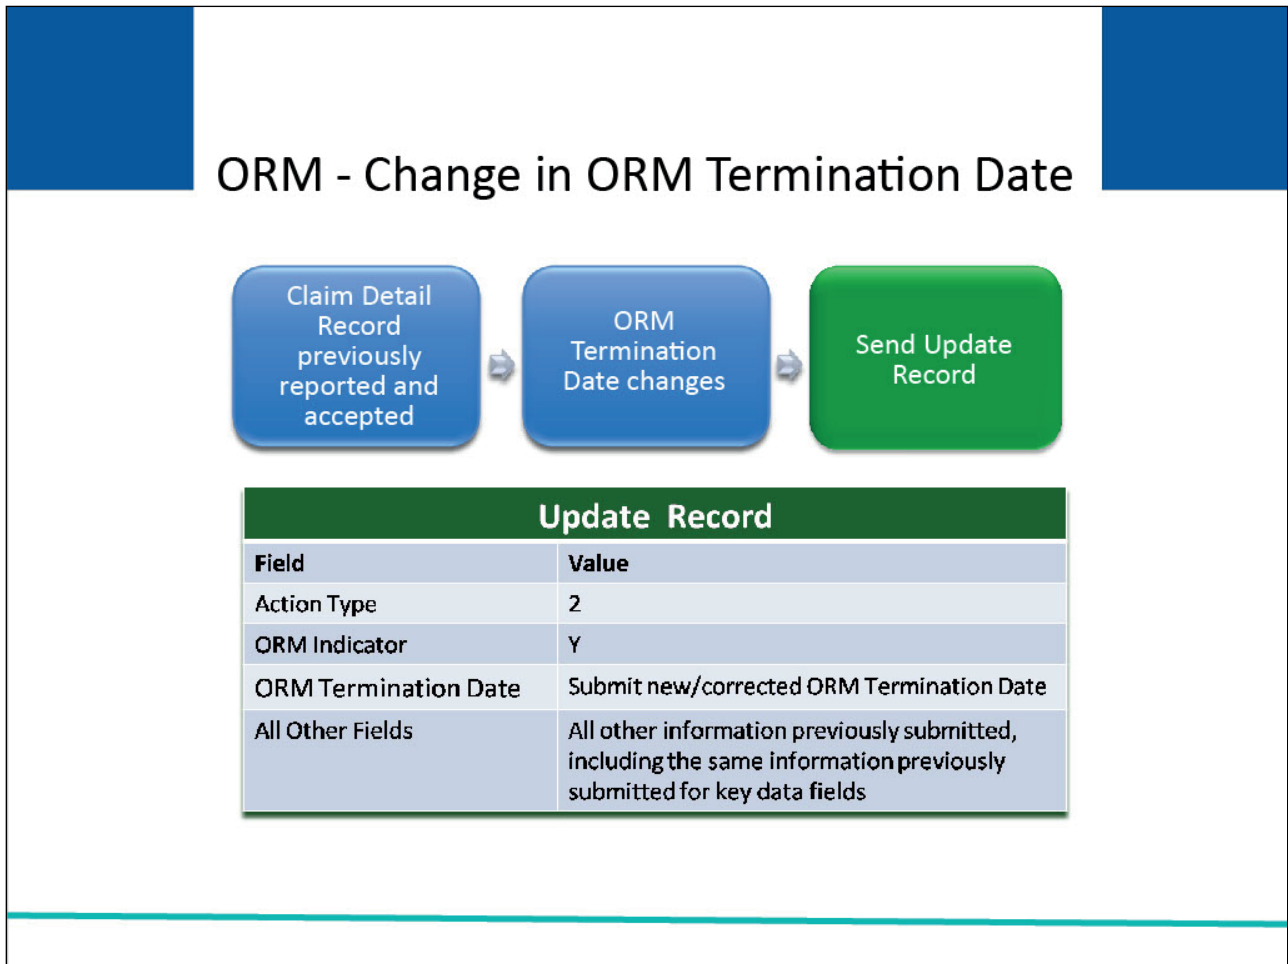 ORM - Change in ORM Termination Date
Claim Detail
Record
previously
reported and
accepted
ORM
Termination
Date changes
Send Update
Record
Update Record
Field Value
Action Type 2
ORM Indicator Y
ORM Termination Date Submit new/corrected ORM Termination Date
All Other Fields All other information previously submitted,
including the same information previously
submitted for key data fields